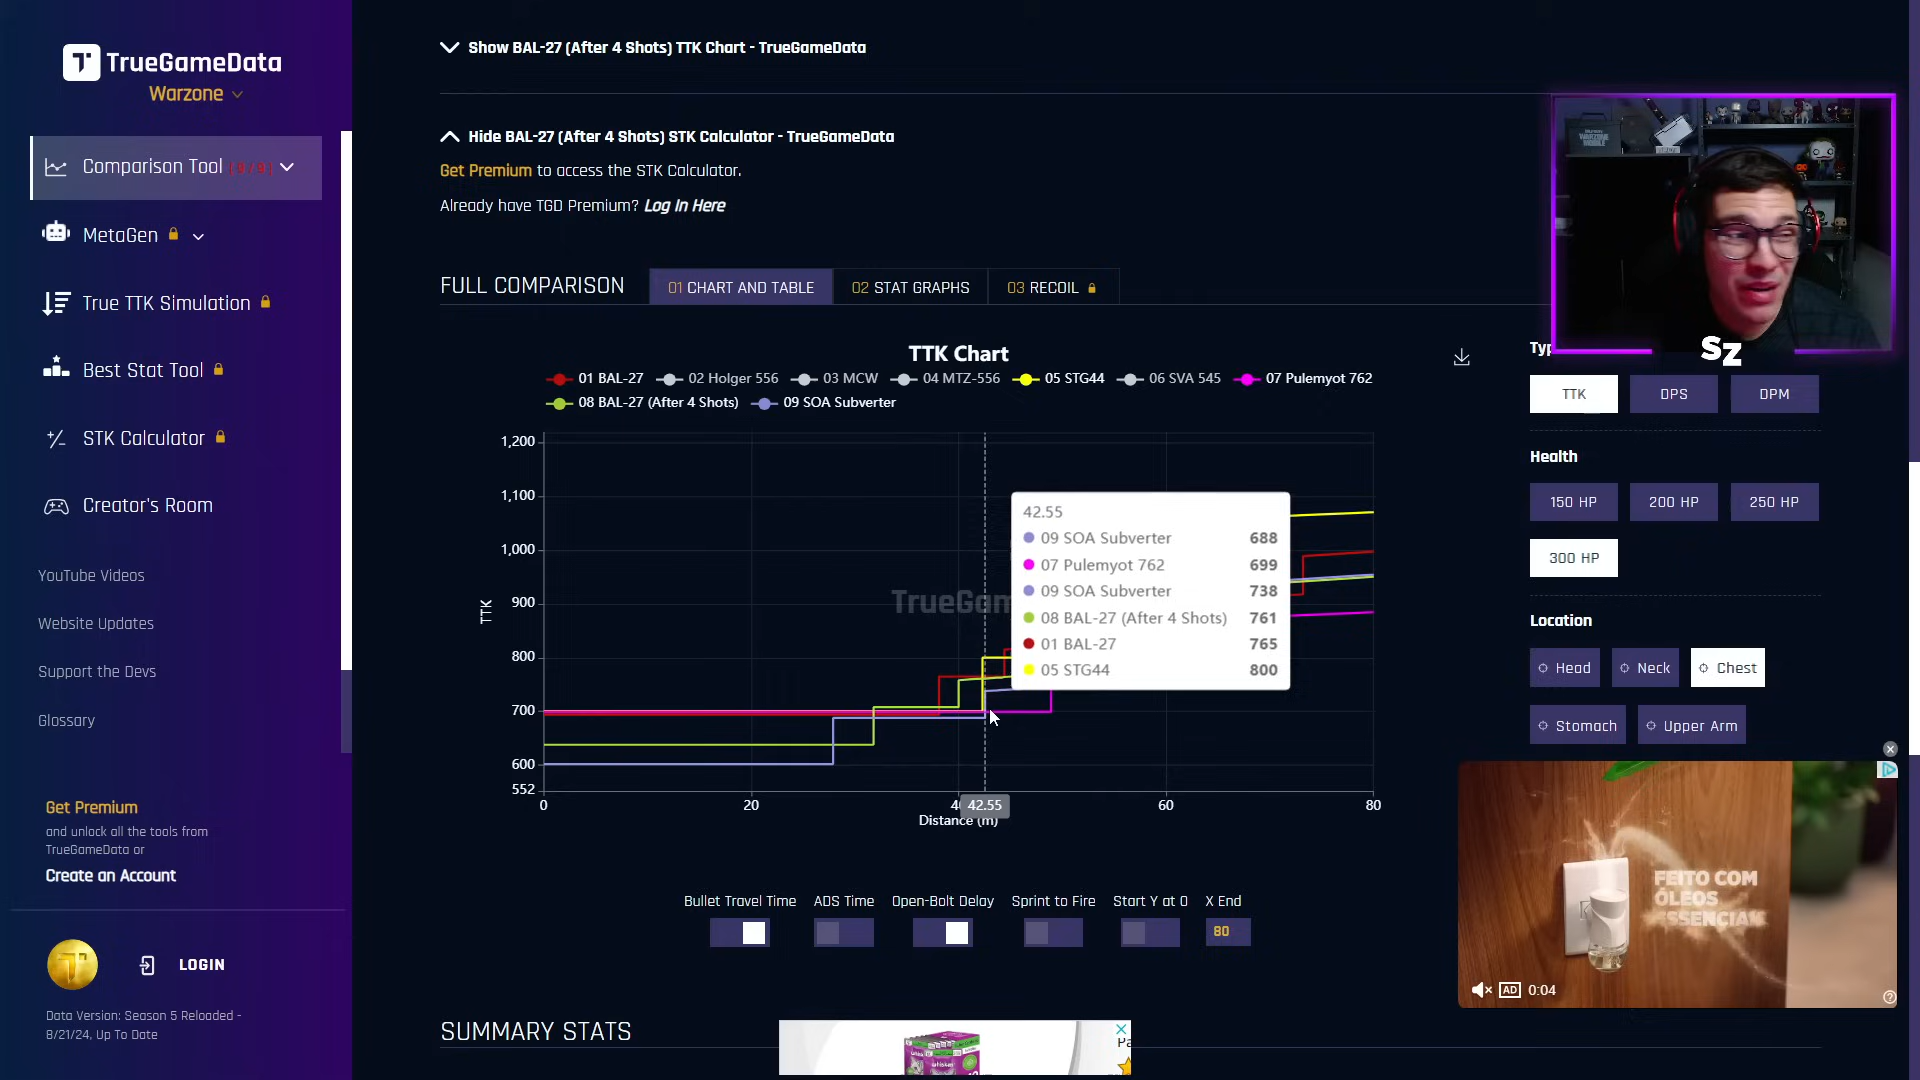 TrueGameData
Warzone
Comparison Tool (9/9)
MetaGen
True TTK Simulation
Best Stat Tool
STK Calculator
Creator's Room
YouTube Videos
Website Updates
Support the Devs
Glossary
Get Premium
and unlock all the tools from
TrueGameData or
Create an Account
LOGIN
Data Version: Season 5 Reloaded -
8/21/24, Up To Date
Show BAL-27 (After 4 Shots) TTK Chart - TrueGameData
Hide BAL-27 (After 4 Shots) STK Calculator - TrueGameData
Get Premium to access the STK Calculator.
Already have TGD Premium? Log In Here
FULL COMPARISON
01 CHART AND TABLE
02 STAT GRAPHS
03 RECOIL
TTK Chart
01 BAL-27 02 Holger 556 03 MCW 04 MTZ-556 05 STG44 06 SVA 545 07 Pulemyot 762
08 BAL-27 (After 4 Shots) 09 SOA Subverter
TTK
1,200
1,100
1,000
900
800
700
600
552
TrueGam
42.55
09 SOA Subverter 688
07 Pulemyot 762 699
09 SOA Subverter 738
08 BAL-27 (After 4 Shots) 761
01 BAL-27 765
05 STG44 800
0 20 4 42.55 60 80
Distance (m)
Bullet Travel Time ADS Time Open-Bolt Delay Sprint to Fire Start Y at 0 X End
80
SUMMARY STATS
SZ
Typ
TTK DPS DPM
Health
150 HP 200 HP 250 HP
300 HP
Location
Head Neck Chest
Stomach Upper Arm
FEITO COM
ÓLEOS
ESSENCIAIS
AD 0:04
Pa
whiskas